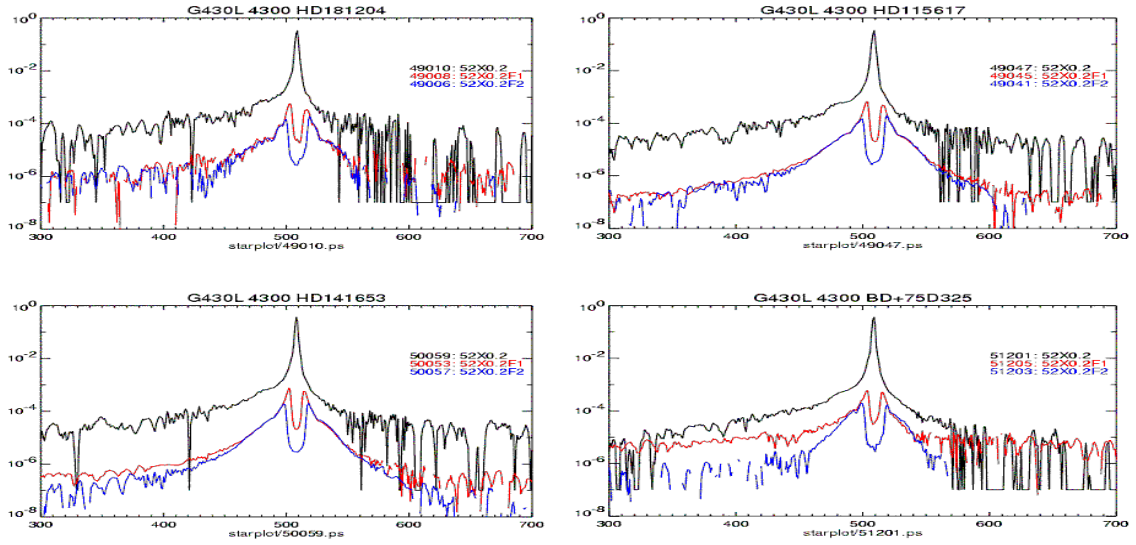 G430L 4300 HD181204
10^0
10^-2
10^-4
10^-6
10^-8
49010: 52X0.2
49008: 52X0.2F1
49006: 52X0.2F2
300 400 500 600 700
starplot/49010.ps
G430L 4300 HD115617
10^0
10^-2
10^-4
10^-6
10^-8
49047: 52X0.2
49045: 52X0.2F1
49041: 52X0.2F2
300 400 500 600 700
starplot/49047.ps
G430L 4300 HD141653
10^0
10^-2
10^-4
10^-6
10^-8
50059: 52X0.2
50053: 52X0.2F1
50057: 52X0.2F2
300 400 500 600 700
starplot/50059.ps
G430L 4300 BD+75D325
10^0
10^-2
10^-4
10^-6
10^-8
51201: 52X0.2
51205: 52X0.2F1
51203: 52X0.2F2
300 400 500 600 700
starplot/51201.ps